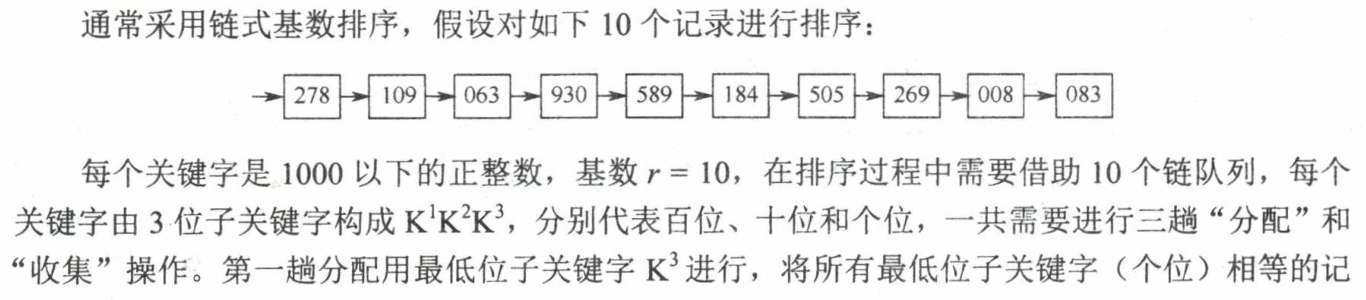 通常采用链式基数排序，假设对如下 10 个记录进行排序：
278 109 063 930 589 184 505 269 008 083
每个关键字是 1000 以下的正整数，基数 r = 10，在排序过程中需要借助 10 个链队列，每个
关键字由 3 位子关键字构成 K¹K²K³，分别代表百位、十位和个位，一共需要进行三趟“分配”和
“收集”操作。第一趟分配用最低位子关键字 K³ 进行，将所有最低位子关键字（个位）相等的记